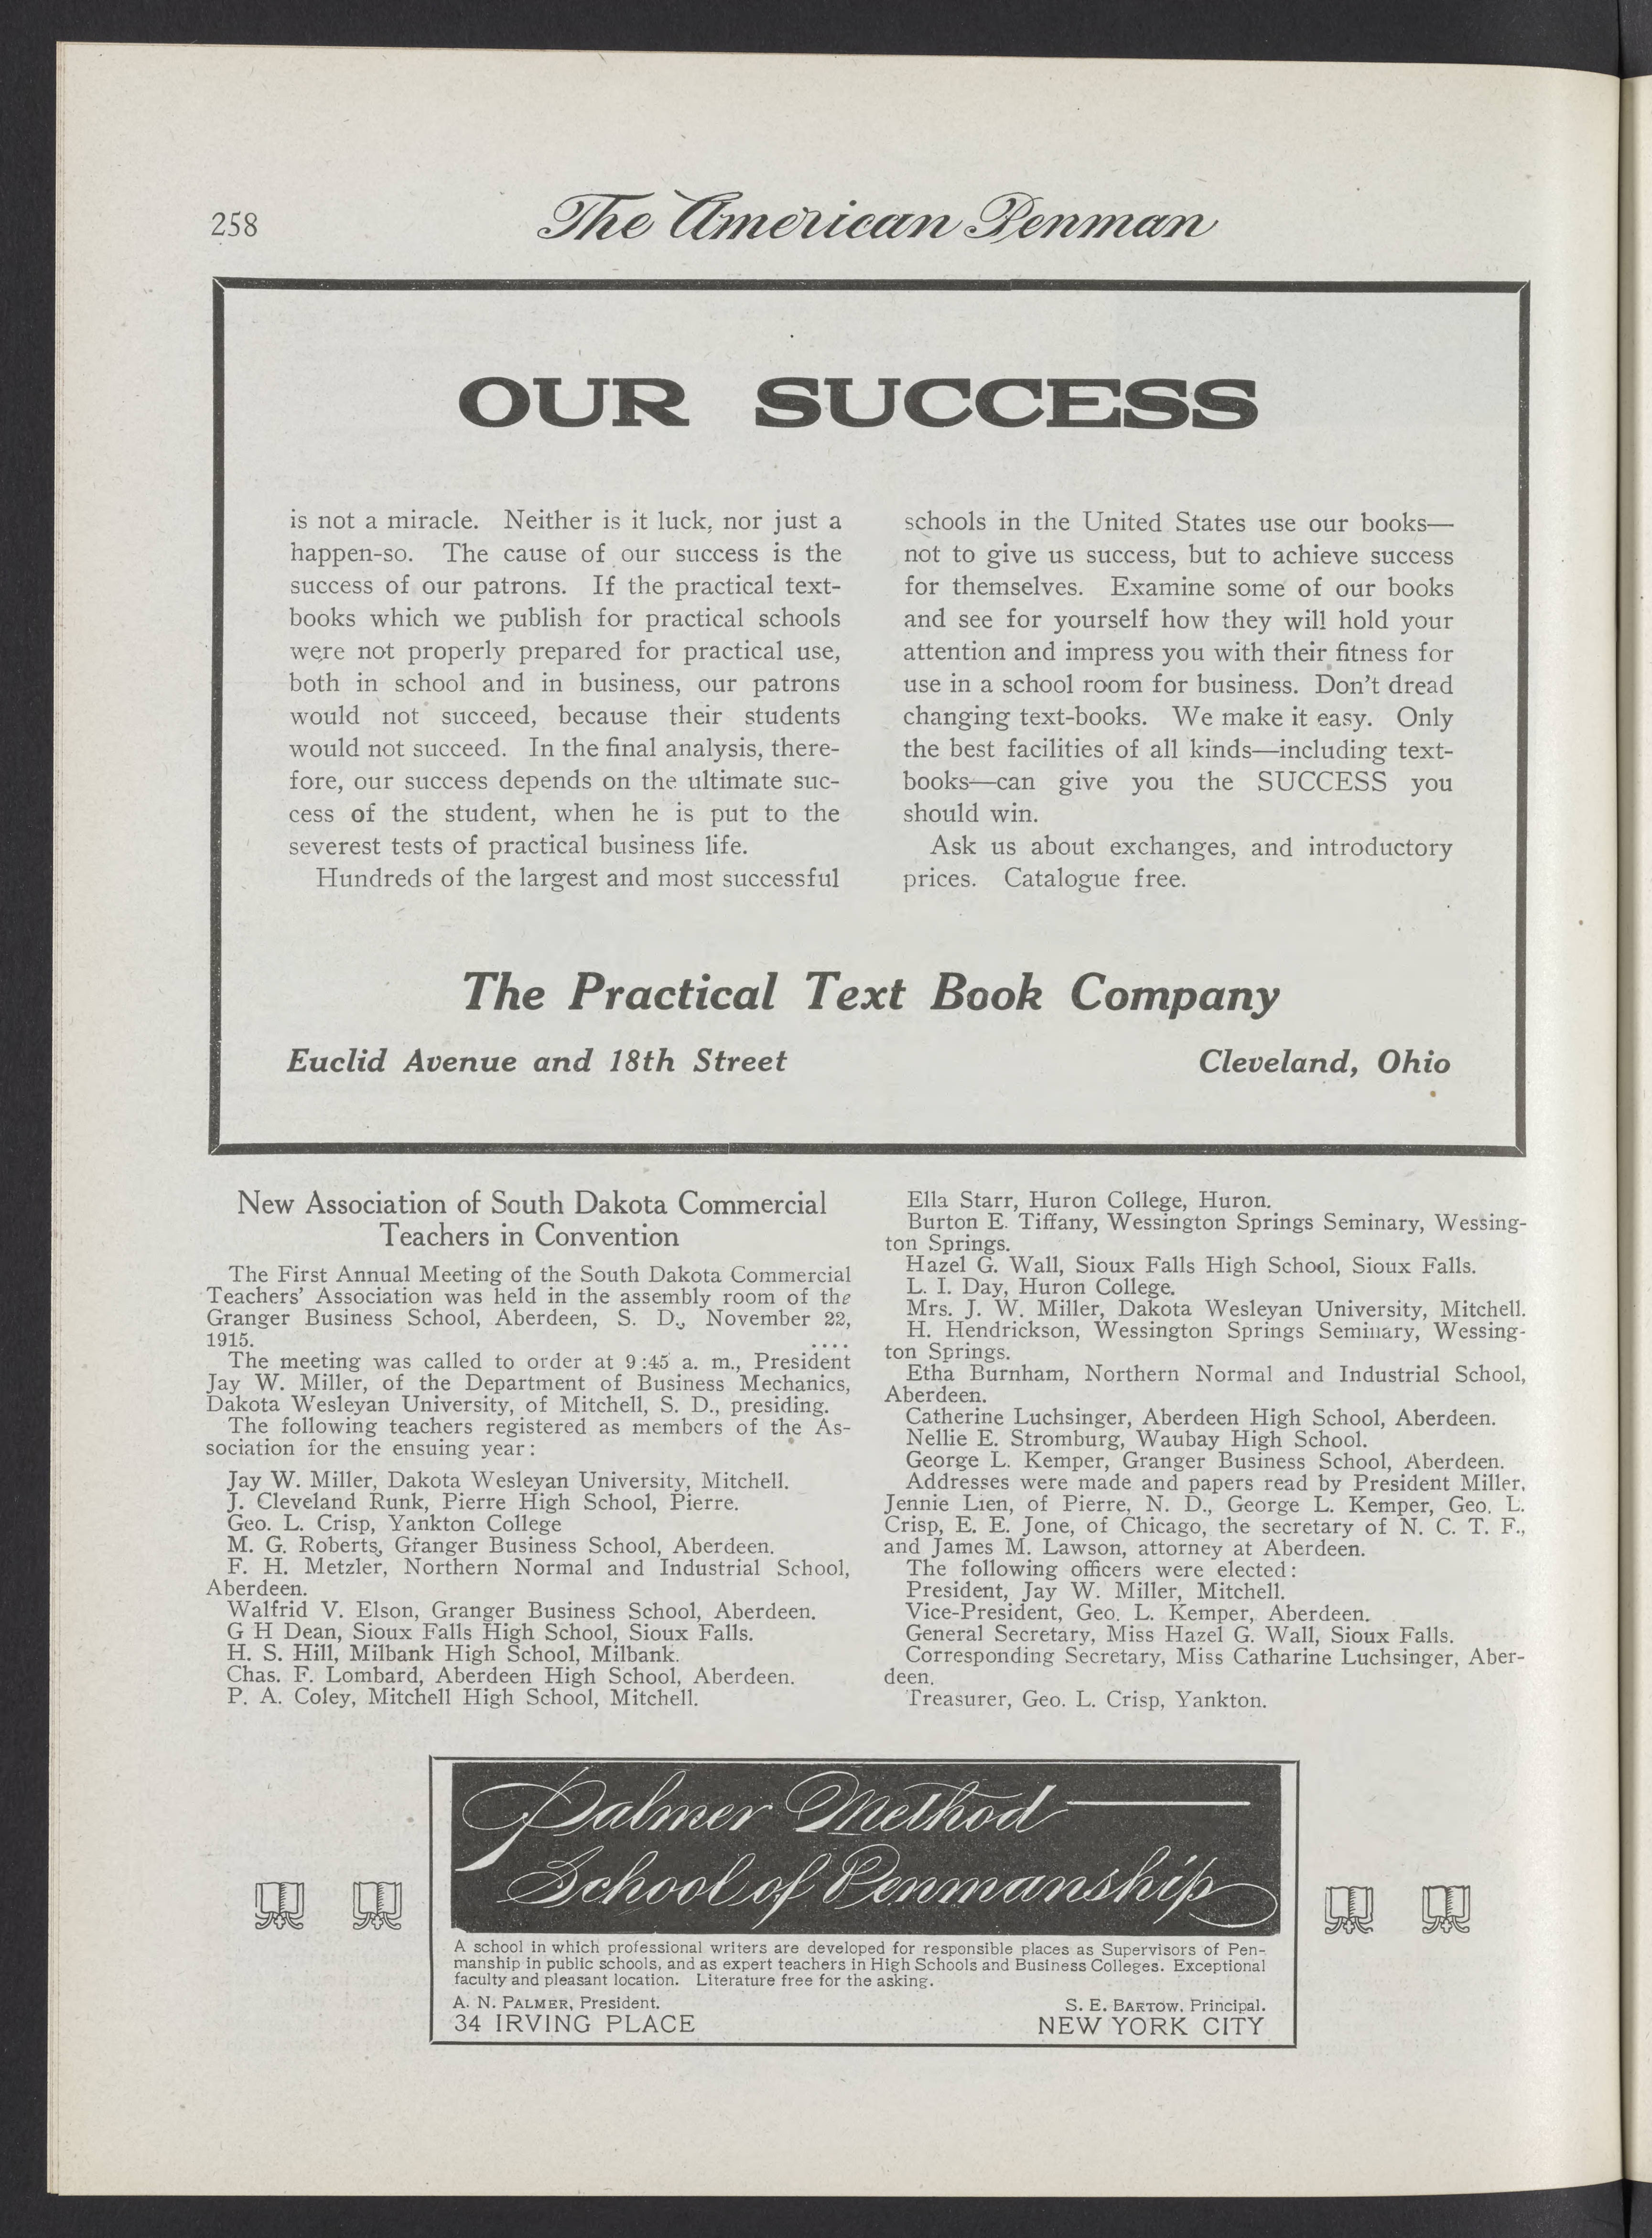 258
The American Penman
OUR SUCCESS
is not a miracle. Neither is it luck, nor just a
happen-so. The cause of our success is the
success of our patrons. If the practical text-
books which we publish for practical schools
were not properly prepared for practical use,
both in school and in business, our patrons
would not succeed, because their students
would not succeed. In the final analysis, there-
fore, our success depends on the ultimate suc-
cess of the student, when he is put to the
severest tests of practical business life.
Hundreds of the largest and most successful
schools in the United States use our books—
not to give us success, but to achieve success
for themselves. Examine some of our books
and see for yourself how they will hold your
attention and impress you with their fitness for
use in a school room for business. Don't dread
changing text-books. We make it easy. Only
the best facilities of all kinds—including text-
books—can give you the SUCCESS you
should win.
Ask us about exchanges, and introductory
prices. Catalogue free.
The Practical Text Book Company
Euclid Avenue and 18th Street
Cleveland, Ohio
New Association of South Dakota Commercial
Teachers in Convention
The First Annual Meeting of the South Dakota Commercial
Teachers' Association was held in the assembly room of the
Granger Business School, Aberdeen, S. D., November 22,
1915. ....
The meeting was called to order at 9:45 a. m., President
Jay W. Miller, of the Department of Business Mechanics,
Dakota Wesleyan University, of Mitchell, S. D., presiding.
The following teachers registered as members of the As-
sociation for the ensuing year:
Jay W. Miller, Dakota Wesleyan University, Mitchell.
J. Cleveland Runk, Pierre High School, Pierre.
Geo. L. Crisp, Yankton College
M. G. Roberts, Granger Business School, Aberdeen.
F. H. Metzler, Northern Normal and Industrial School,
Aberdeen.
Walfrid V. Elson, Granger Business School, Aberdeen.
G H Dean, Sioux Falls High School, Sioux Falls.
H. S. Hill, Milbank High School, Milbank.
Chas. F. Lombard, Aberdeen High School, Aberdeen.
P. A. Coley, Mitchell High School, Mitchell.
Ella Starr, Huron College, Huron.
Burton E. Tiffany, Wessington Springs Seminary, Wessing-
ton Springs.
Hazel G. Wall, Sioux Falls High School, Sioux Falls.
L. I. Day, Huron College.
Mrs. J. W. Miller, Dakota Wesleyan University, Mitchell.
H. Hendrickson, Wessington Springs Seminary, Wessing-
ton Springs.
Etha Burnham, Northern Normal and Industrial School,
Aberdeen.
Catherine Luchsinger, Aberdeen High School, Aberdeen.
Nellie E. Stromburg, Waubay High School.
George L. Kemper, Granger Business School, Aberdeen.
Addresses were made and papers read by President Miller,
Jennie Lien, of Pierre, N. D., George L. Kemper, Geo. L.
Crisp, E. E. Jone, of Chicago, the secretary of N. C. T. F.,
and James M. Lawson, attorney at Aberdeen.
The following officers were elected:
President, Jay W. Miller, Mitchell.
Vice-President, Geo. L. Kemper, Aberdeen.
General Secretary, Miss Hazel G. Wall, Sioux Falls.
Corresponding Secretary, Miss Catharine Luchsinger, Aber-
deen.
Treasurer, Geo. L. Crisp, Yankton.
Palmer Method
School of Penmanship
A school in which professional writers are developed for responsible places as Supervisors of Pen-
manship in public schools, and as expert teachers in High Schools and Business Colleges. Exceptional
faculty and pleasant location. Literature free for the asking.
A. N. PALMER, President.
S. E. BARTOW, Principal.
34 IRVING PLACE
NEW YORK CITY